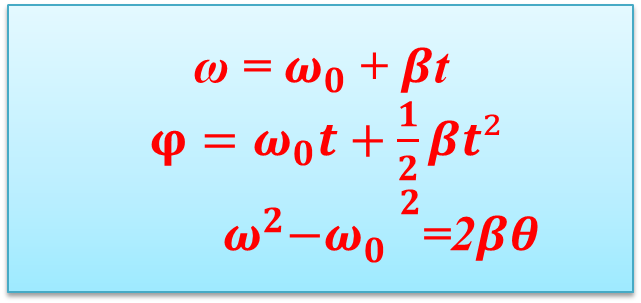 ω = ω₀ + βt
φ = ω₀t + ½βt²
ω²−ω₀²=2βθ